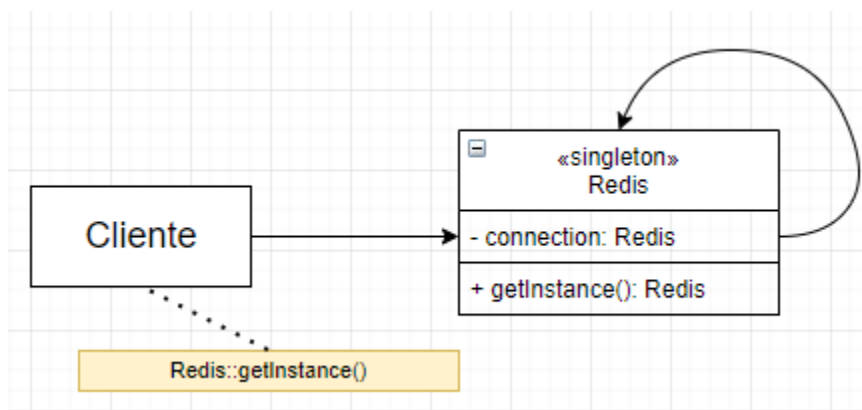 «singleton»
Redis
Cliente
- connection: Redis
+ getInstance(): Redis
Redis::getInstance()